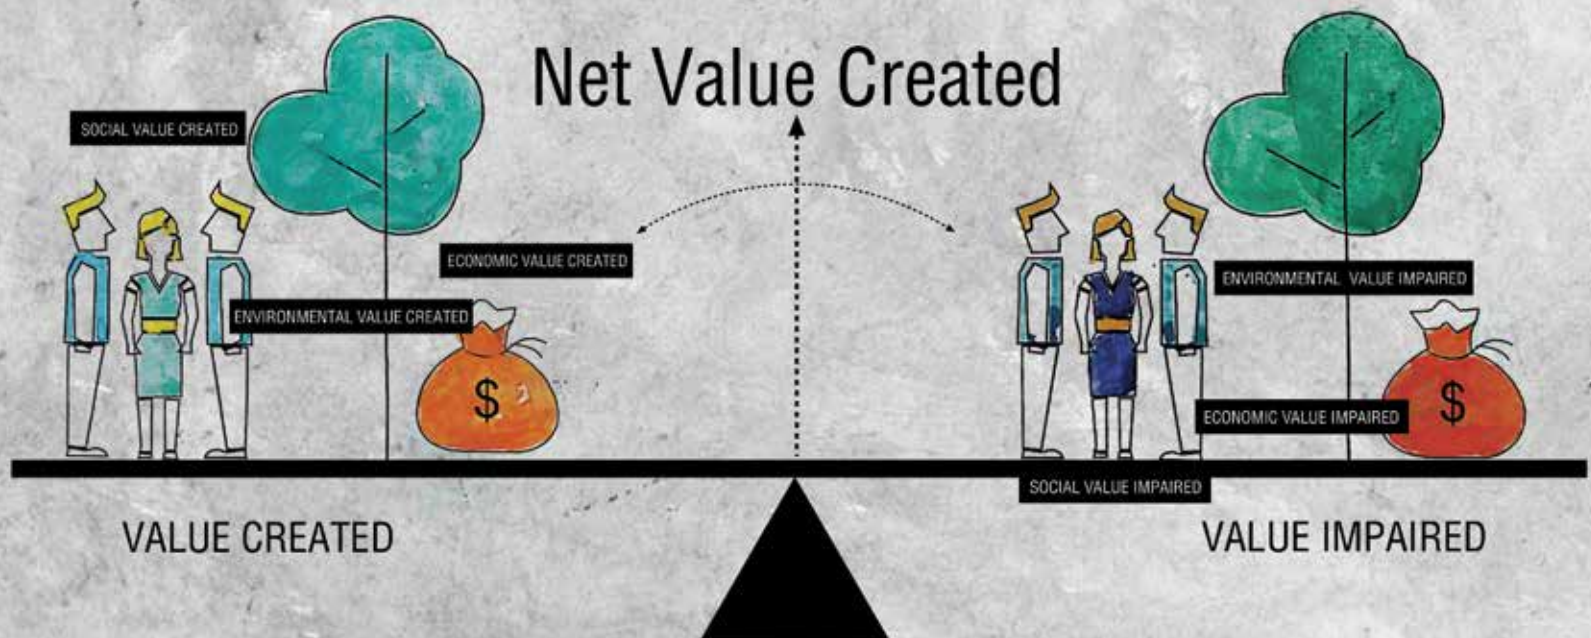 Net Value Created
SOCIAL VALUE CREATED
ECONOMIC VALUE CREATED
ENVIRONMENTAL VALUE CREATED
$
ENVIRONMENTAL VALUE IMPAIRED
ECONOMIC VALUE IMPAIRED
$
SOCIAL VALUE IMPAIRED
VALUE CREATED
VALUE IMPAIRED